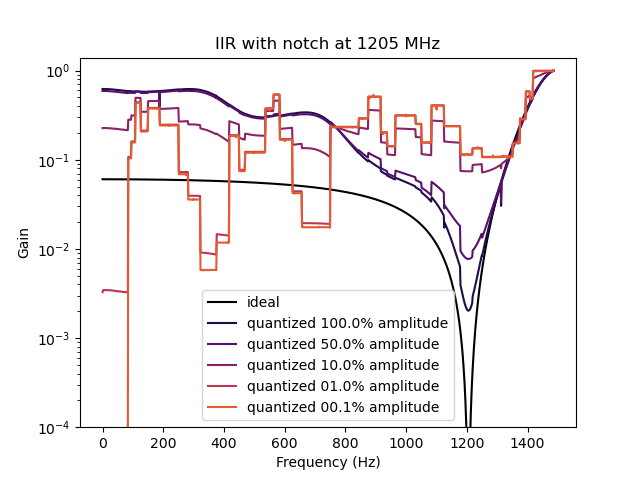 IIR with notch at 1205 MHz
Gain
10⁰
10⁻¹
10⁻²
10⁻³
10⁻⁴
ideal
quantized 100.0% amplitude
quantized 50.0% amplitude
quantized 10.0% amplitude
quantized 01.0% amplitude
quantized 00.1% amplitude
0 200 400 600 800 1000 1200 1400
Frequency (Hz)